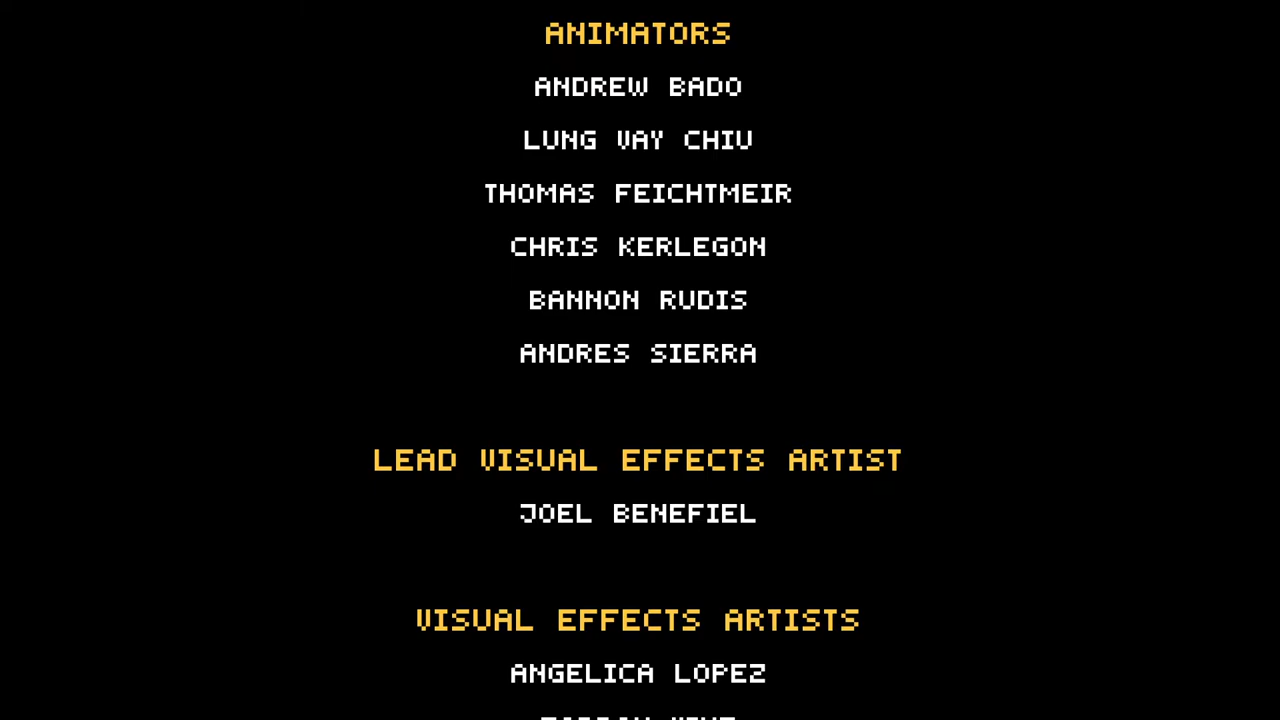 ANIMATORS
ANDREW BADO
LUNG VAY CHIU
THOMAS FEICHTMEIR
CHRIS KERLEGON
BANNON RUDIS
ANDRES SIERRA
LEAD VISUAL EFFECTS ARTIST
JOEL BENEFIEL
VISUAL EFFECTS ARTISTS
ANGELICA LOPEZ